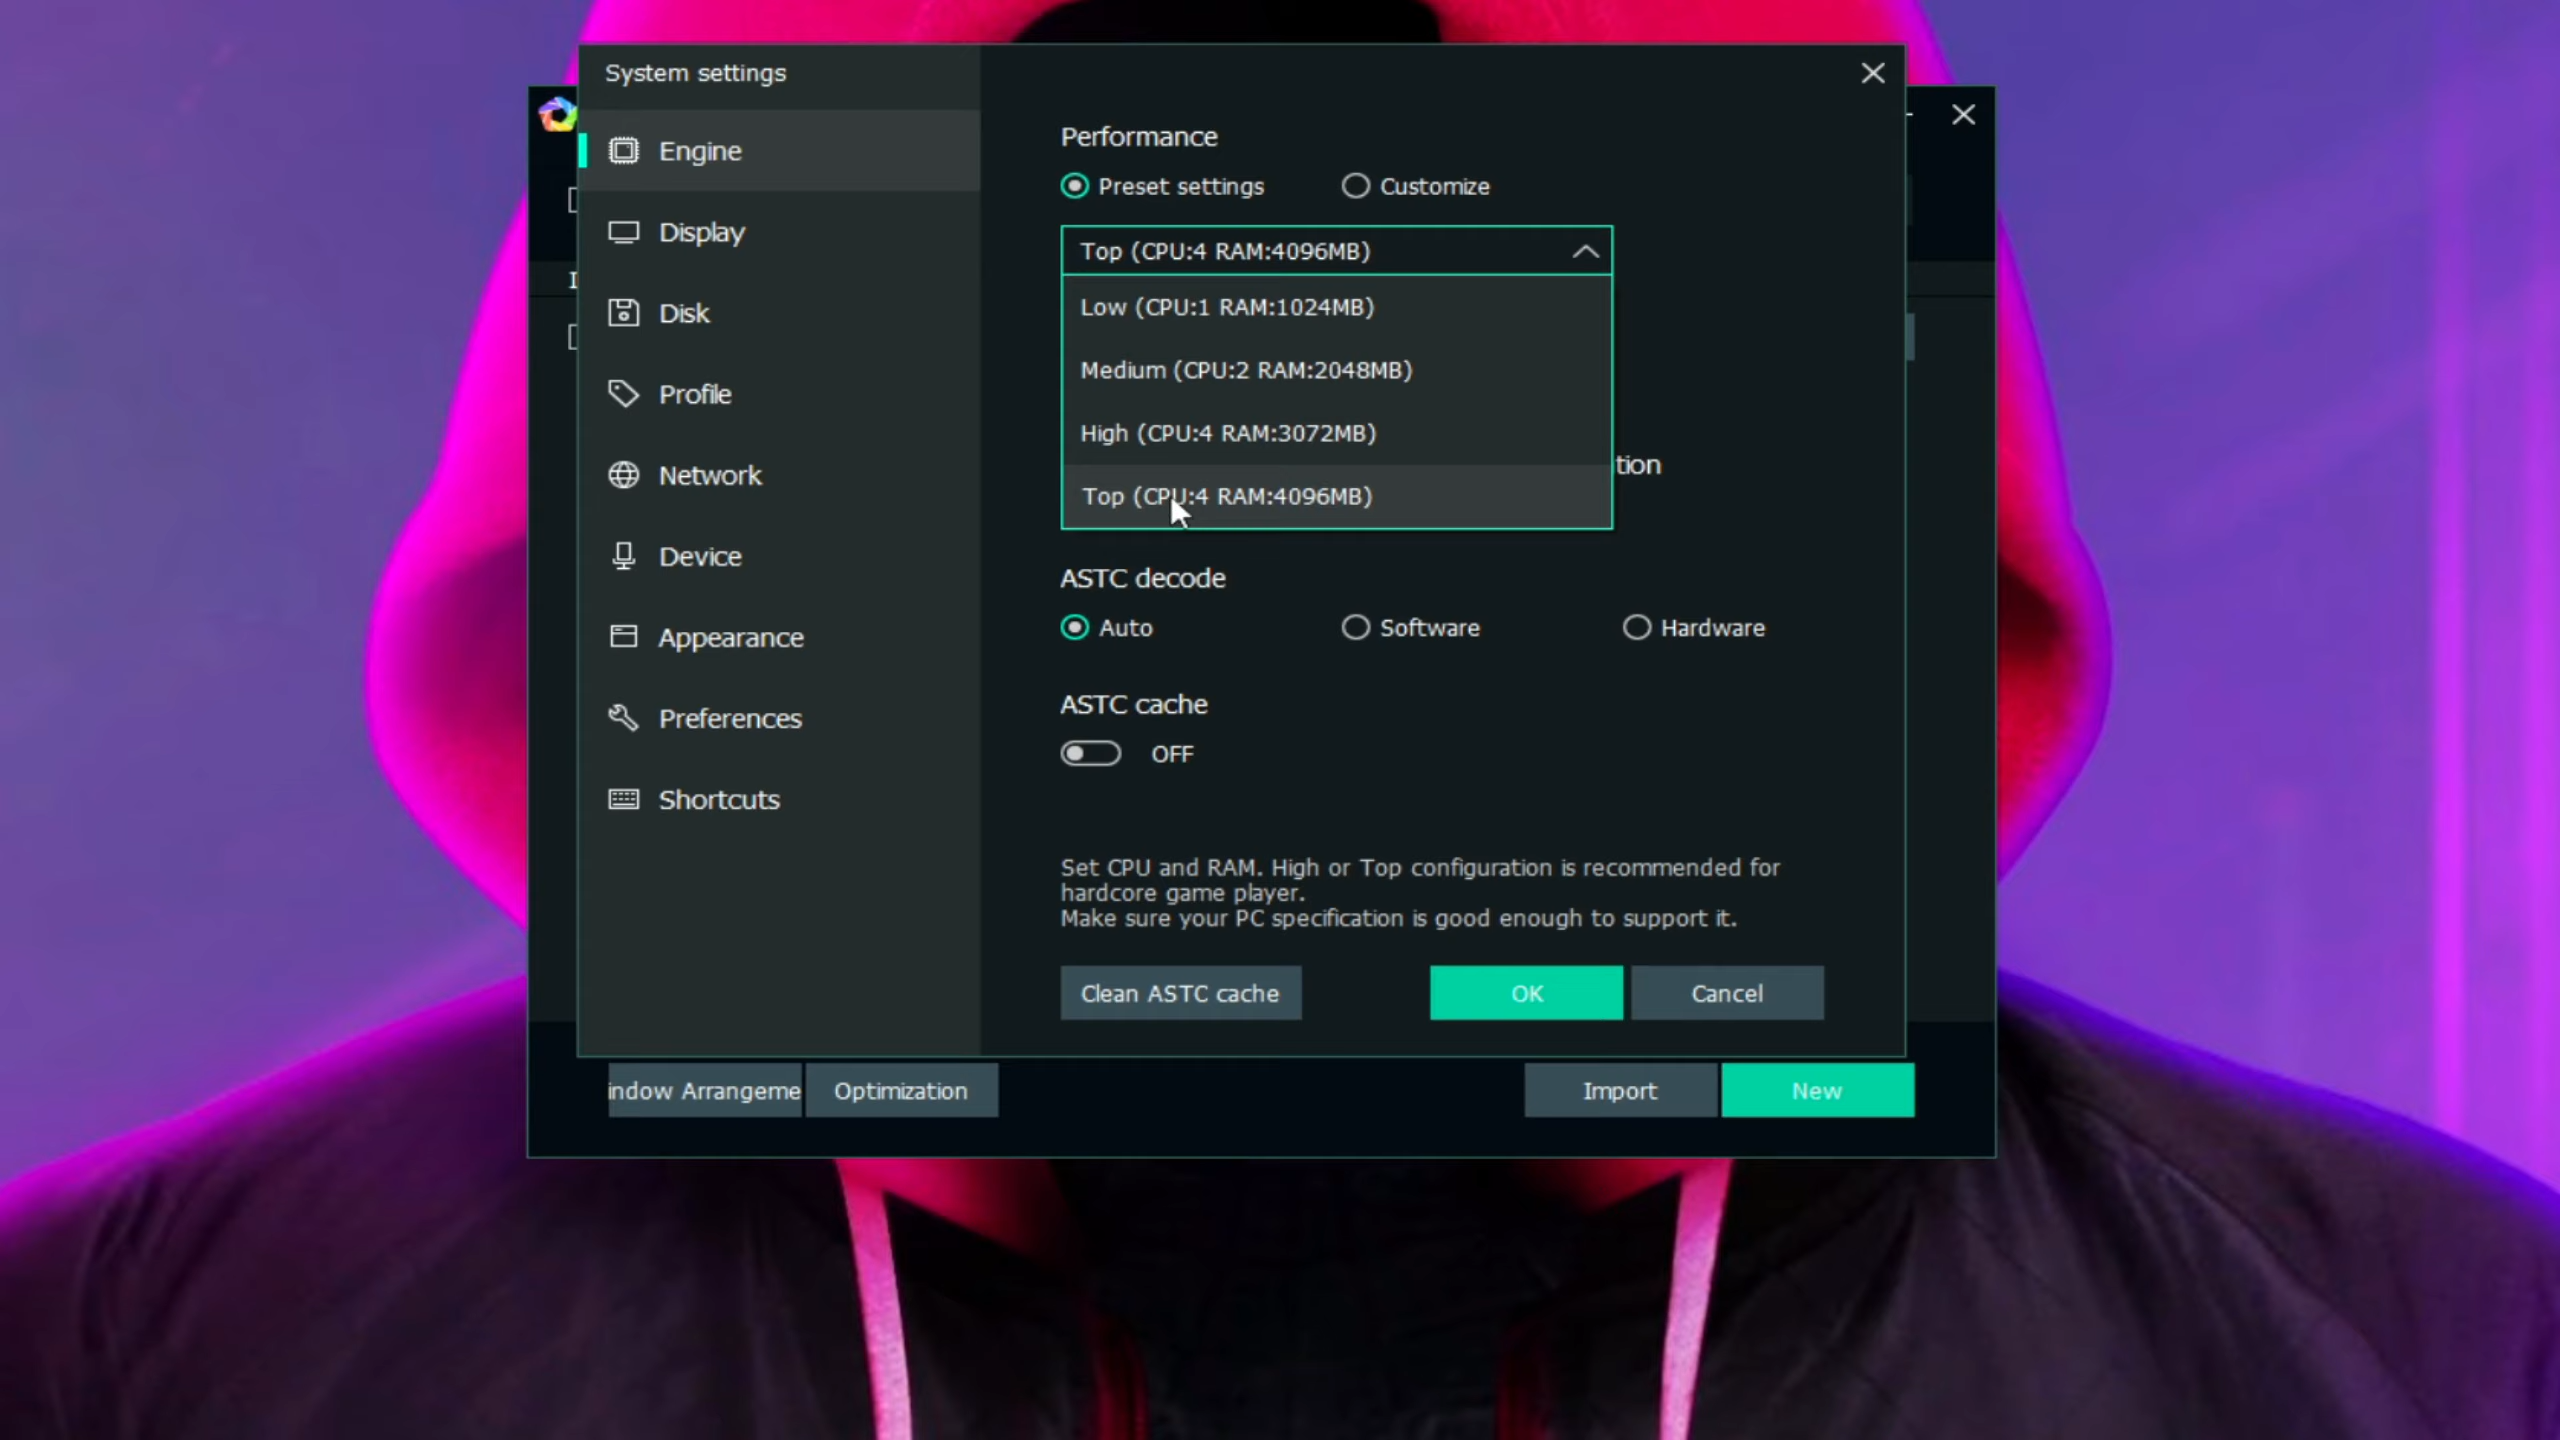 System settings
Engine
Display
Disk
Profile
Network
Device
Appearance
Preferences
Shortcuts
Performance
Preset settings
Customize
Top (CPU:4 RAM:4096MB)
Low (CPU:1 RAM:1024MB)
Medium (CPU:2 RAM:2048MB)
High (CPU:4 RAM:3072MB)
Top (CPU:4 RAM:4096MB)
tion
ASTC decode
Auto
Software
Hardware
ASTC cache
OFF
Set CPU and RAM. High or Top configuration is recommended for
hardcore game player.
Make sure your PC specification is good enough to support it.
Clean ASTC cache
OK
Cancel
indow Arrangeme
Optimization
Import
New